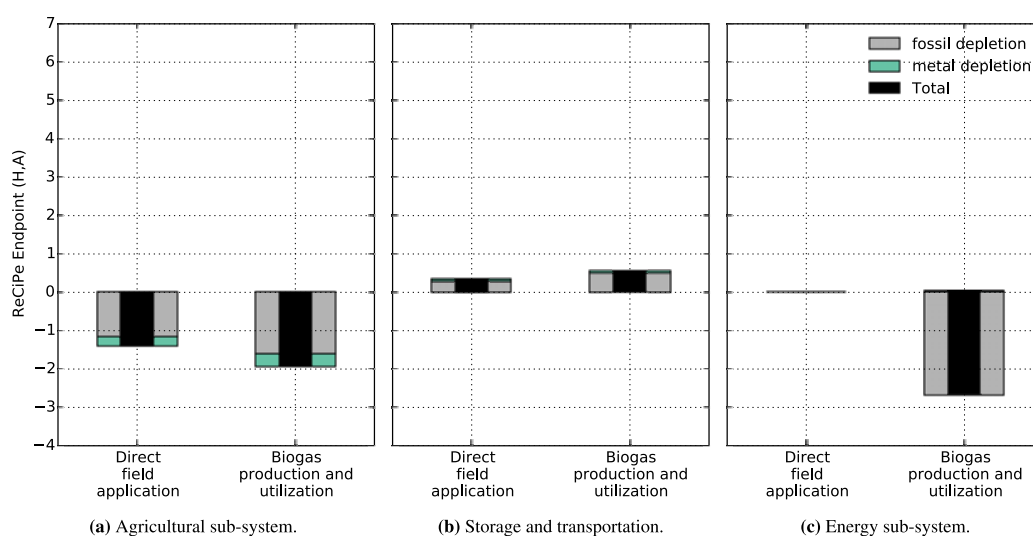 ReCiPe Endpoint (H,A)
7
6
5
4
3
2
1
0
−1
−2
−3
−4
fossil depletion
metal depletion
Total
Direct
field
application
Biogas
production and
utilization
Direct
field
application
Biogas
production and
utilization
Direct
field
application
Biogas
production and
utilization
(a) Agricultural sub-system.
(b) Storage and transportation.
(c) Energy sub-system.